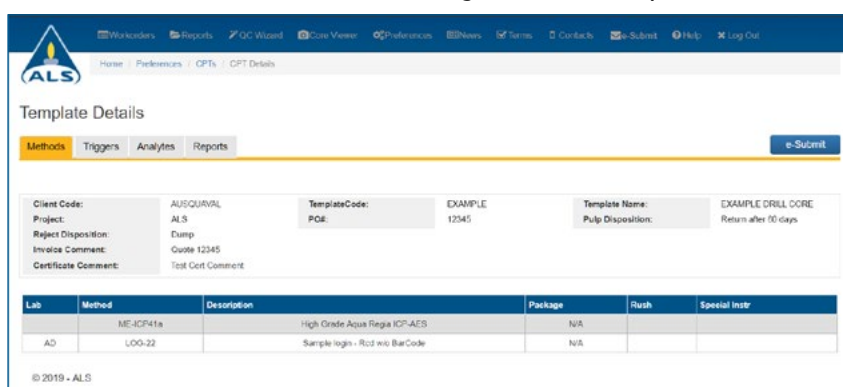 Workorders Reports QC Wizard Core Viewer Preferences News Terms Contacts e-Submit Help Log Out
ALS
Home / Preferences / CPTs / CPT Details
Template Details
Methods Triggers Analytes Reports e-Submit
Client Code: AUSQUAVAL TemplateCode: EXAMPLE Template Name: EXAMPLE DRILL CORE
Project: ALS PO#: 12345 Pulp Disposition: Return after 60 days
Reject Disposition: Dump
Invoice Comment: Quote 12345
Certificate Comment: Test Cert Comment
Lab Method Description Package Rush Special Instr
ME-ICP41a High Grade Aqua Regia ICP-AES N/A
AD LOG-22 Sample login - Rcd w/o BarCode N/A
© 2019 - ALS